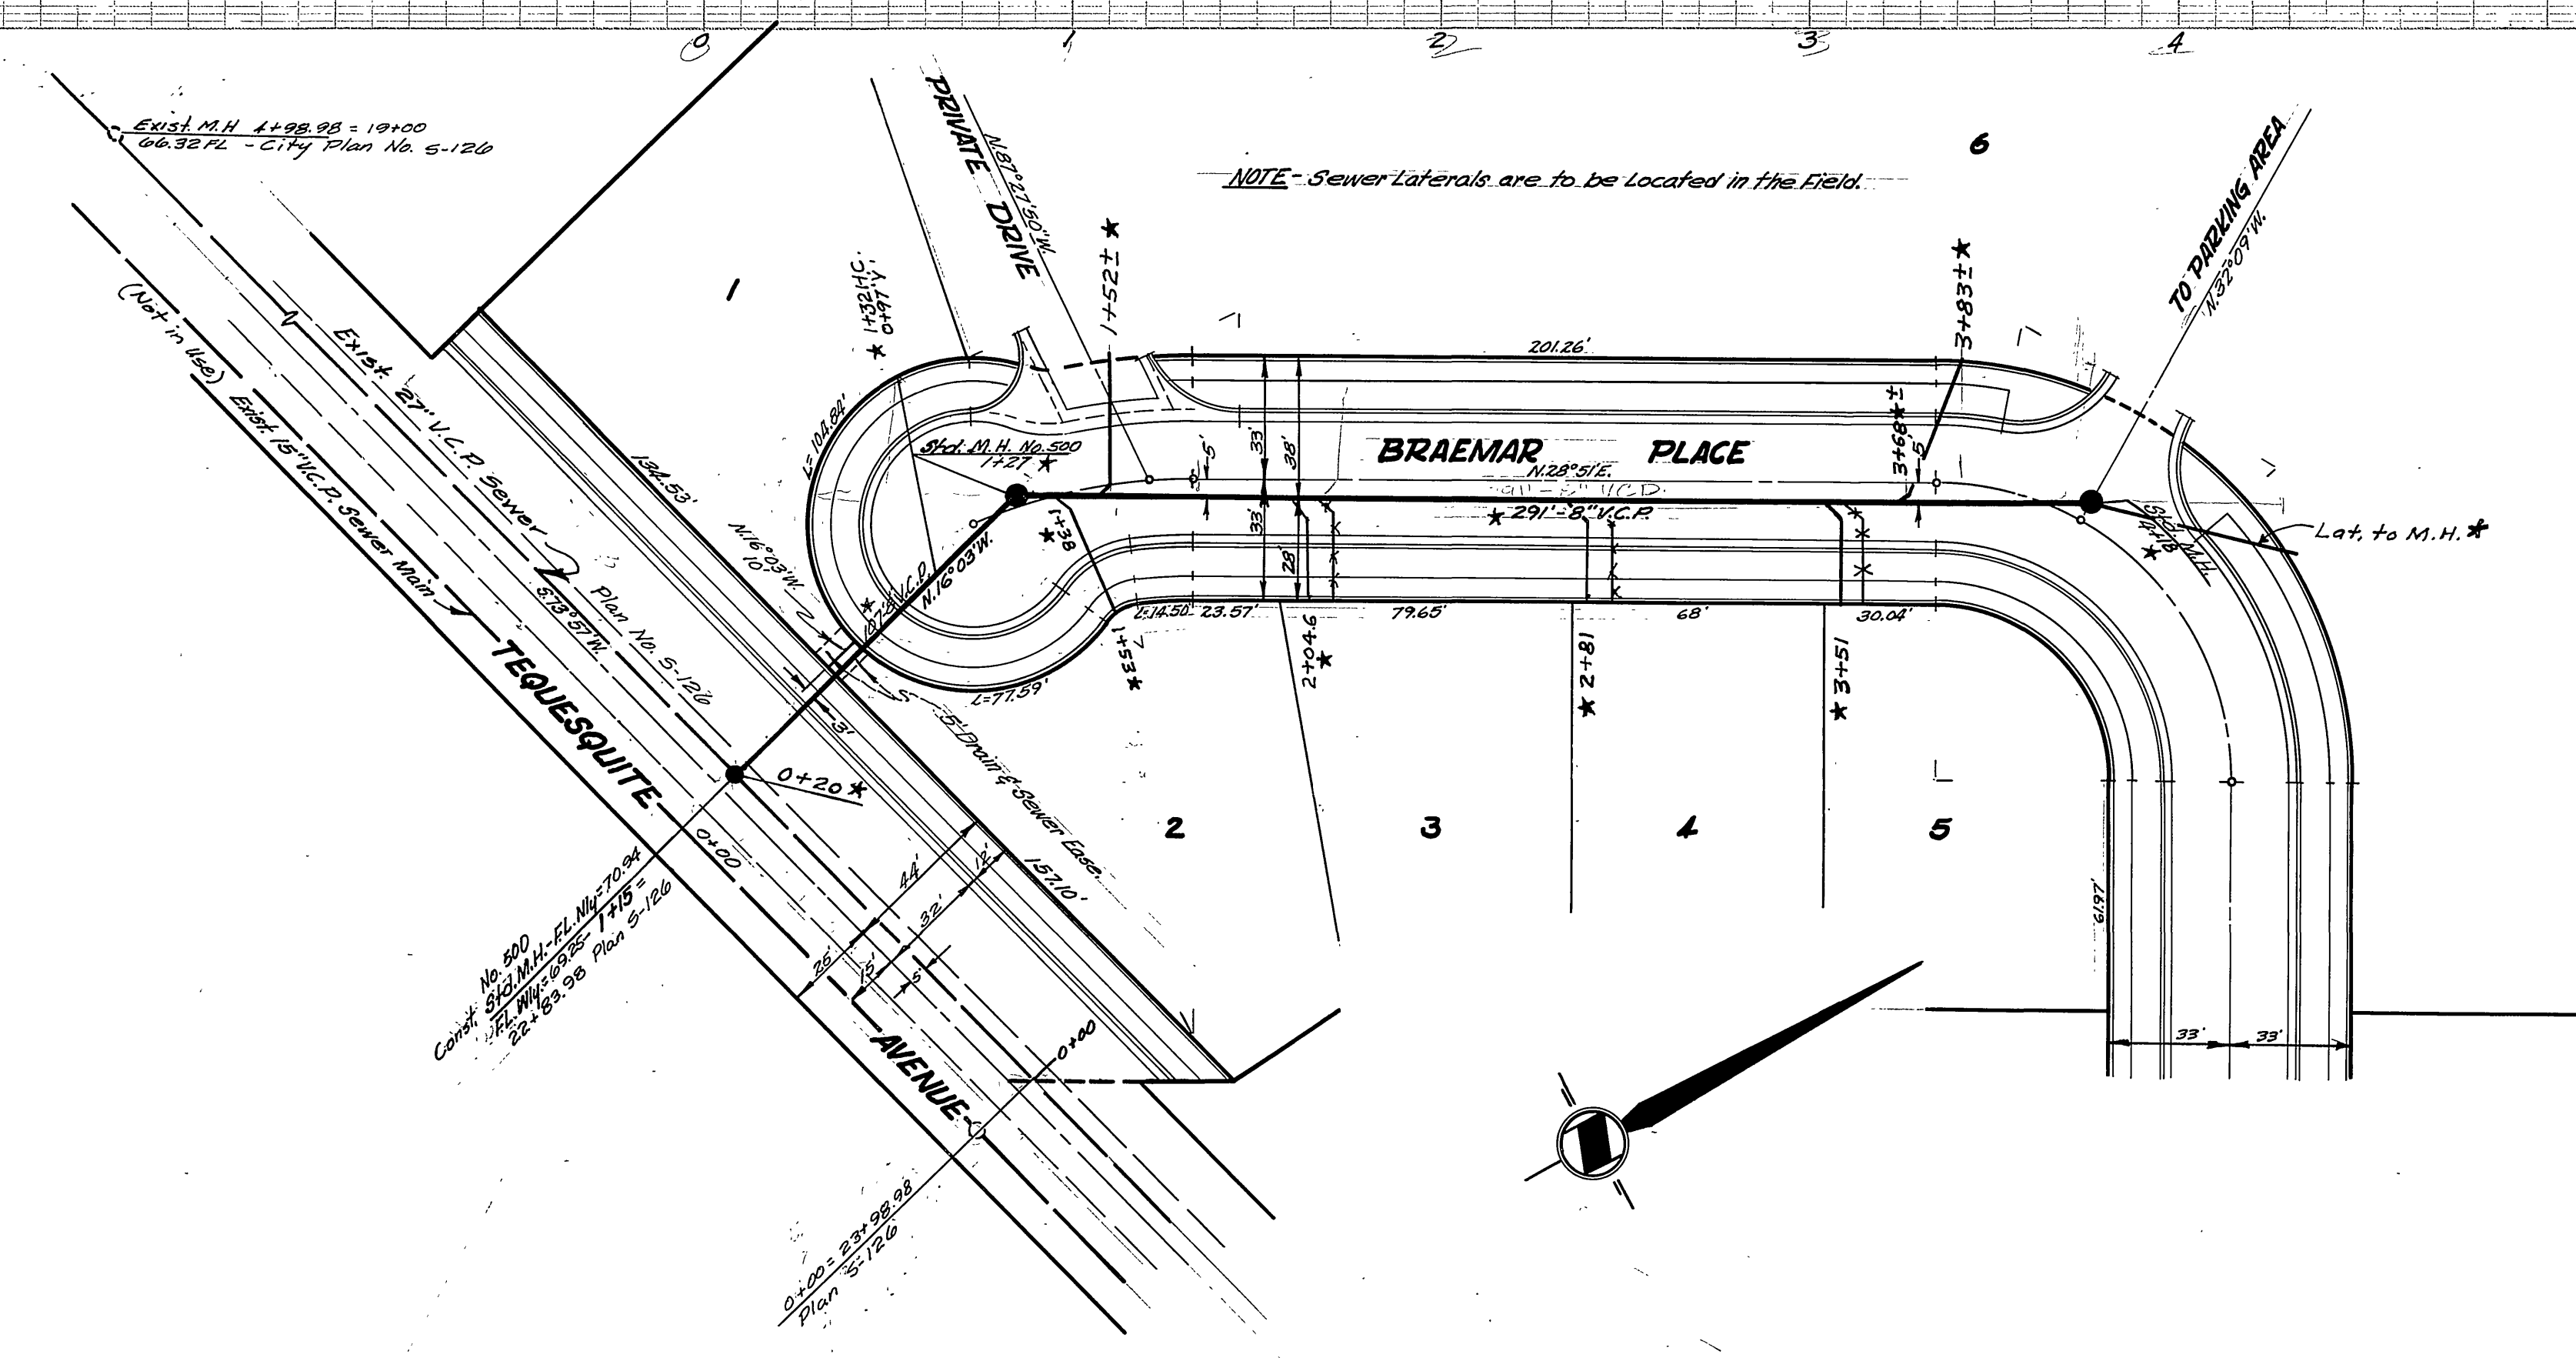 0
1
2
3
4
Exist. M.H 4+98.98 = 19+00
66.32 FL - City Plan No. S-126
PRIVATE DRIVE
N.87°27'50"W.
NOTE - Sewer Laterals are to be Located in the Field.
6
TO PARKING AREA
N.32°09'W.
1
★ 1+32 H.C.
0+97 "Y"
1+52± ★
3+83± ★
201.26'
(Not in Use)
Exist. 15" V.C.P. Sewer Main
Exist. 27" V.C.P. Sewer
Plan No. S-126
S.73°57'W.
134.53'
L=104.84'
Std. M.H. No. 500
1+27 ★
5'
33'
38'
BRAEMAR PLACE
N.28°51'E.
3+68★±
5'
★ 291'-8" V.C.P.
33'
28'
1+38
★
Std. M.H.
4+18
★
Lat. to M.H. ★
N.16°03'W.
10'
107'-8" V.C.P.
★
N.16°03'W.
L=14.50
23.57'
79.65'
68'
30.04'
1+53★
2+04.6
★
★ 2+81
★ 3+51
L=77.59'
3'
5' Drain & Sewer Ease.
0+20 ★
TEQUESQUITE
AVENUE
0+00
2
3
4
5
157.10'
44'
12'
32'
25'
15'
5'
61.97'
33'
33'
No. 500
Const. Std. M.H.-F.L. Nly=70.94
F.L. Wly.=69.25- 1+15 =
22+83.98 Plan S-126
0+00
0+00 = 23+98.98
Plan S-126